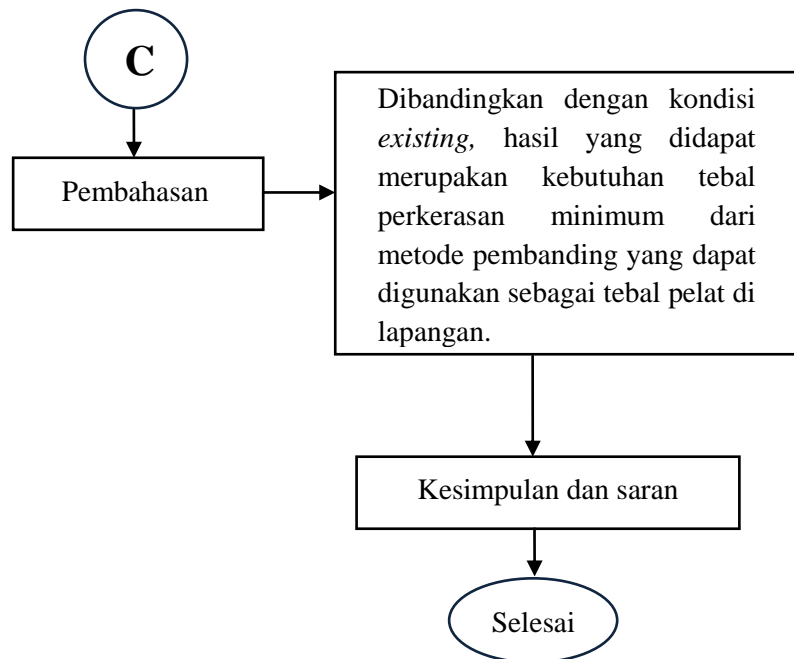 C
Pembahasan
Dibandingkan dengan kondisi
existing, hasil yang didapat
merupakan kebutuhan tebal
perkerasan minimum dari
metode pembanding yang dapat
digunakan sebagai tebal pelat di
lapangan.
Kesimpulan dan saran
Selesai